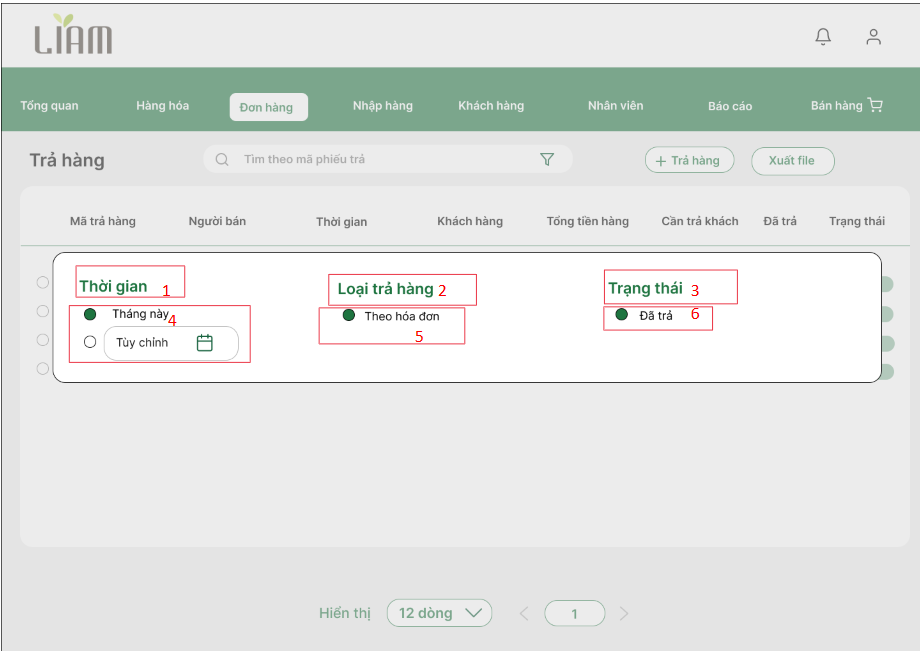 LIAM
Tổng quan Hàng hóa Đơn hàng Nhập hàng Khách hàng Nhân viên Báo cáo Bán hàng
Trả hàng Tìm theo mã phiếu trả + Trả hàng Xuất file
Mã trả hàng Người bán Thời gian Khách hàng Tổng tiền hàng Cần trả khách Đã trả Trạng thái
Thời gian 1 Loại trả hàng 2 Trạng thái 3
Tháng này 4 Theo hóa đơn 5 Đã trả 6
Tùy chỉnh
Hiển thị 12 dòng < 1 >